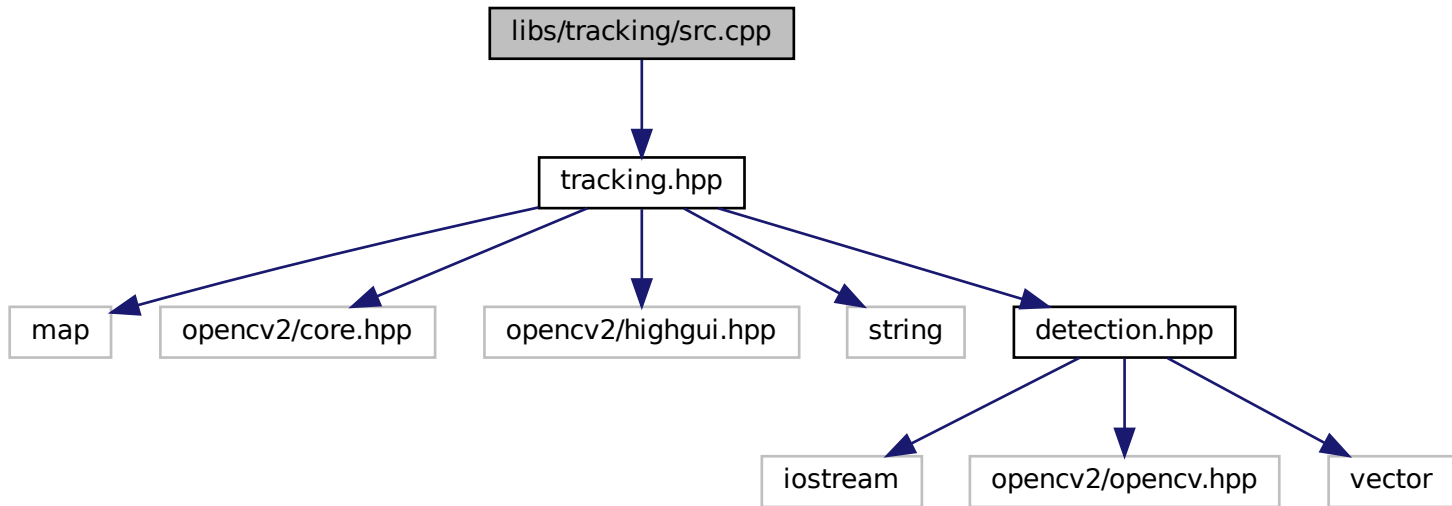 libs/tracking/src.cpp
tracking.hpp
map
opencv2/core.hpp
opencv2/highgui.hpp
string
detection.hpp
iostream
opencv2/opencv.hpp
vector